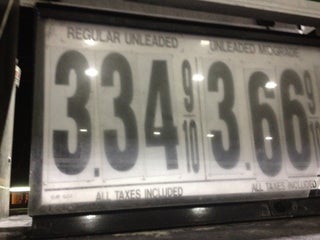 REGULAR UNLEADED UNLEADED MIDGRADE
3.34 9/10 3.66 9/10
ALL TAXES INCLUDED ALL TAXES INCLUDED